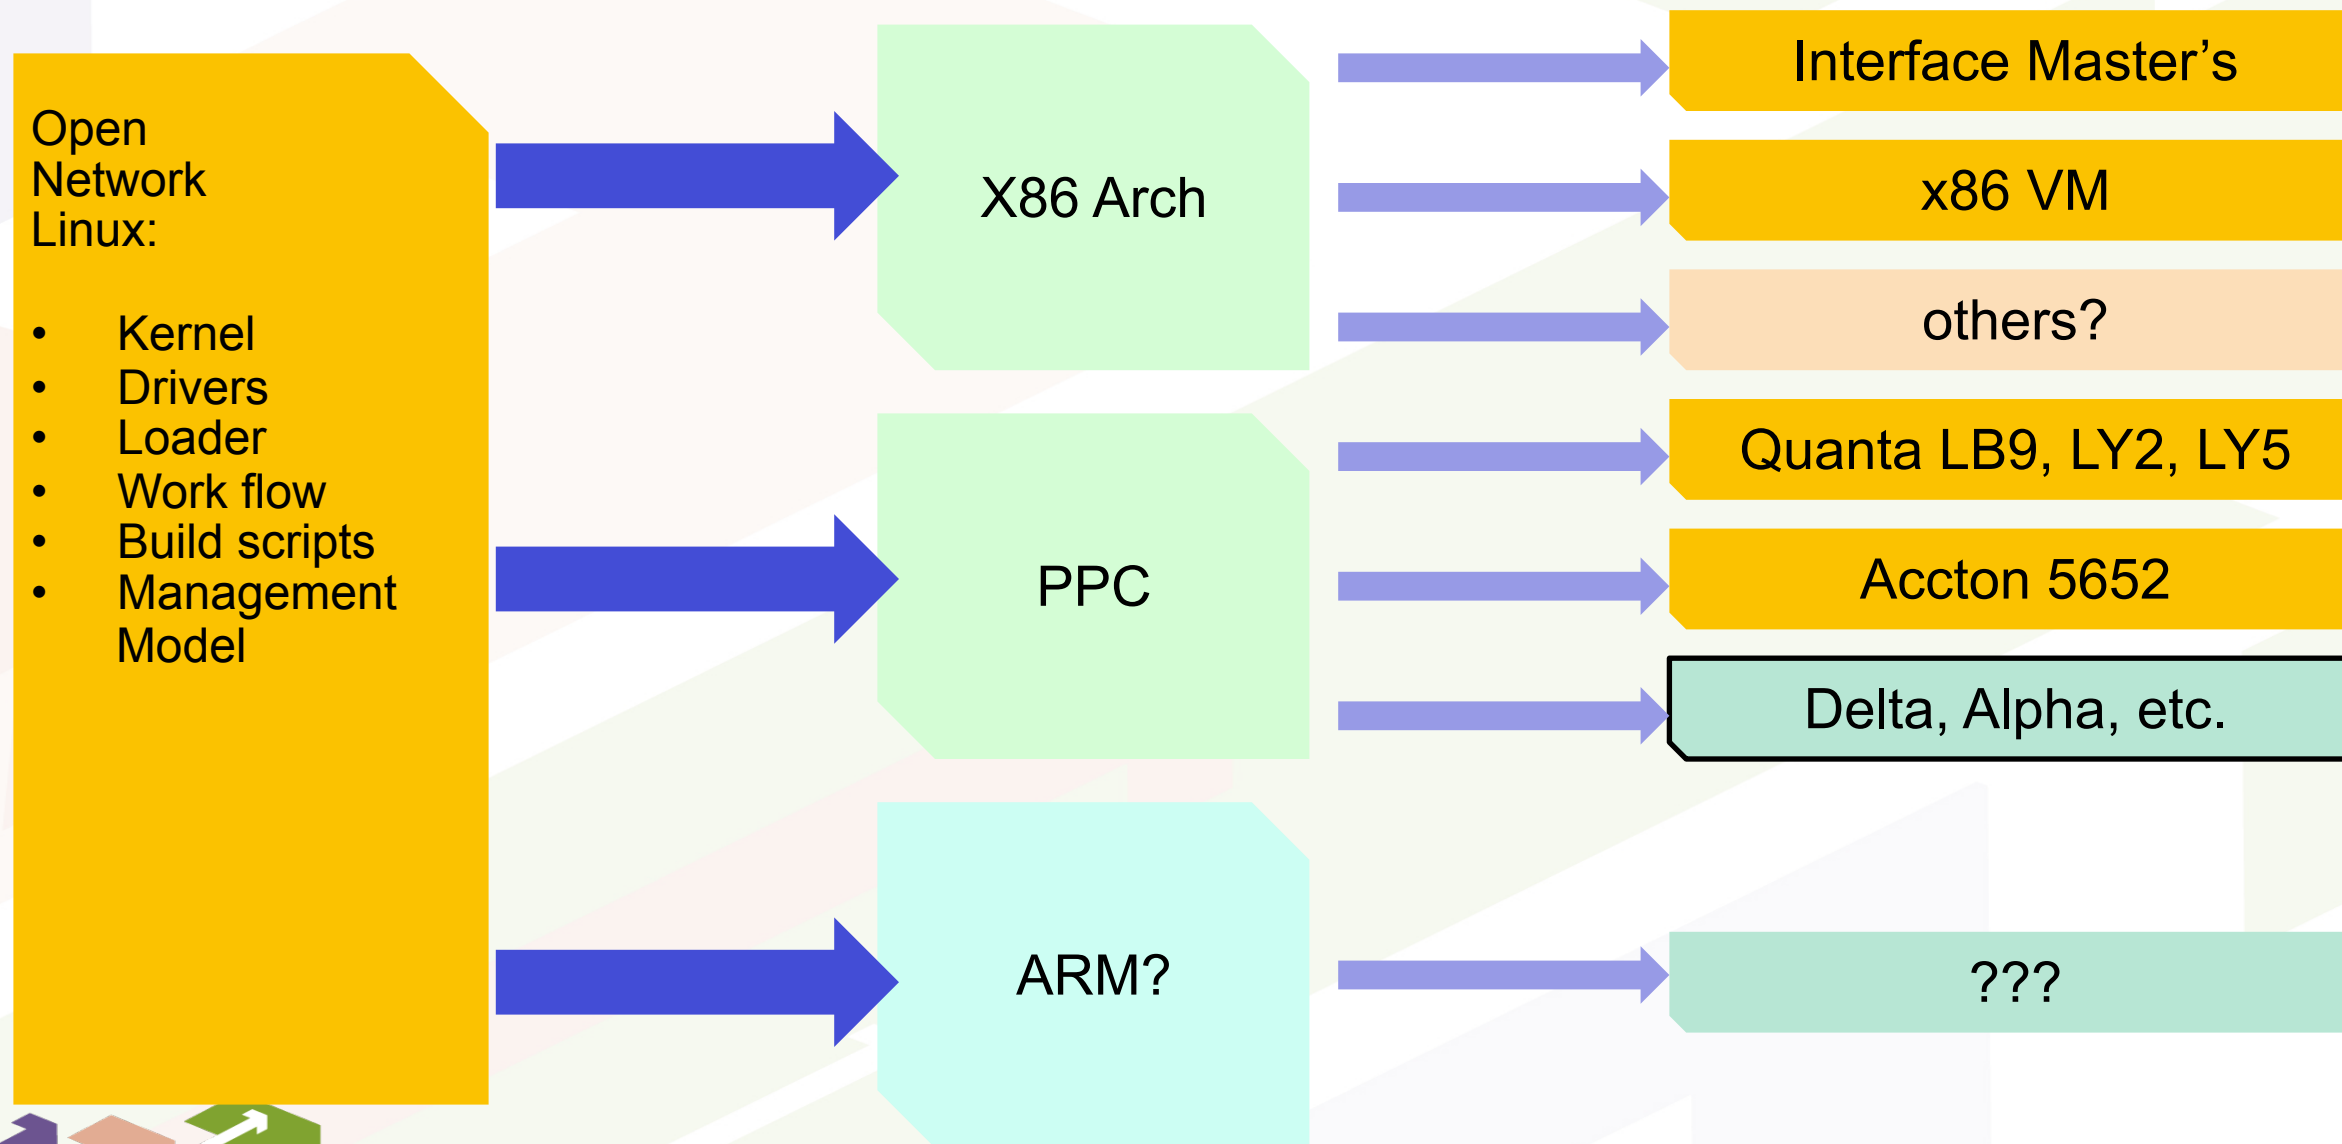 Open
Network
Linux:
• Kernel
• Drivers
• Loader
• Work flow
• Build scripts
• Management
Model
X86 Arch
PPC
ARM?
Interface Master’s
x86 VM
others?
Quanta LB9, LY2, LY5
Accton 5652
Delta, Alpha, etc.
???